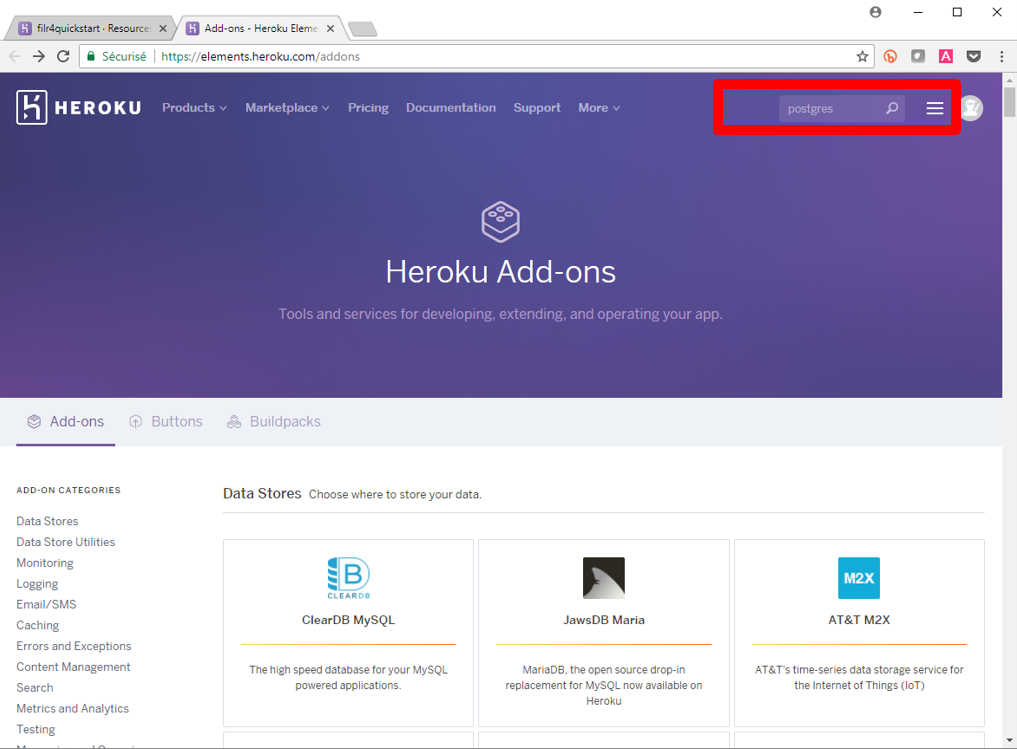 filr4quickstart · Resource
Add-ons - Heroku Eleme
Sécurisé
https://elements.heroku.com/addons
HEROKU
Products
Marketplace
Pricing
Documentation
Support
More
postgres
Heroku Add-ons
Tools and services for developing, extending, and operating your app.
Add-ons
Buttons
Buildpacks
ADD-ON CATEGORIES
Data Stores
Data Store Utilities
Monitoring
Logging
Email/SMS
Caching
Errors and Exceptions
Content Management
Search
Metrics and Analytics
Testing
Data Stores Choose where to store your data.
B
CLEARDB
ClearDB MySQL
The high speed database for your MySQL
powered applications.
JawsDB Maria
MariaDB, the open source drop-in
replacement for MySQL now available on
Heroku
M2X
AT&T M2X
AT&T's time-series data storage service for
the Internet of Things (IoT)